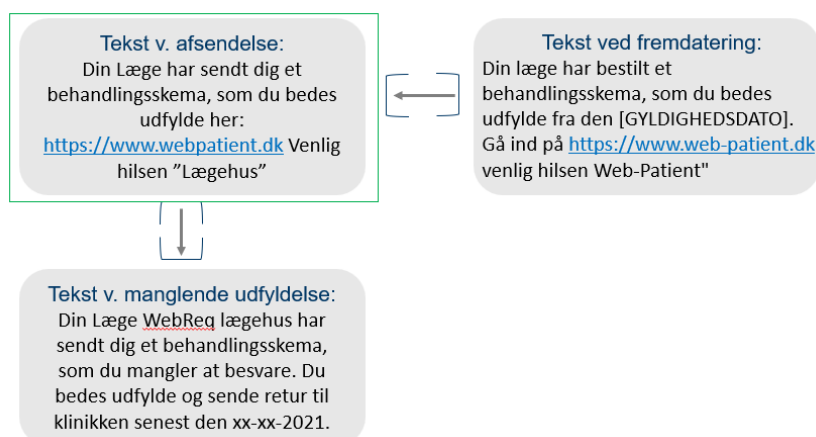 Tekst v. afsendelse:
Din Læge har sendt dig et
behandlingsskema, som du bedes
udfylde her:
https://www.webpatient.dk Venlig
hilsen ”Lægehus”
Tekst ved fremdatering:
Din læge har bestilt et
behandlingsskema, som du bedes
udfylde fra den [GYLDIGHEDSDATO].
Gå ind på https://www.web-patient.dk
venlig hilsen Web-Patient"
Tekst v. manglende udfyldelse:
Din Læge WebReq lægehus har
sendt dig et behandlingsskema,
som du mangler at besvare. Du
bedes udfylde og sende retur til
klinikken senest den xx-xx-2021.